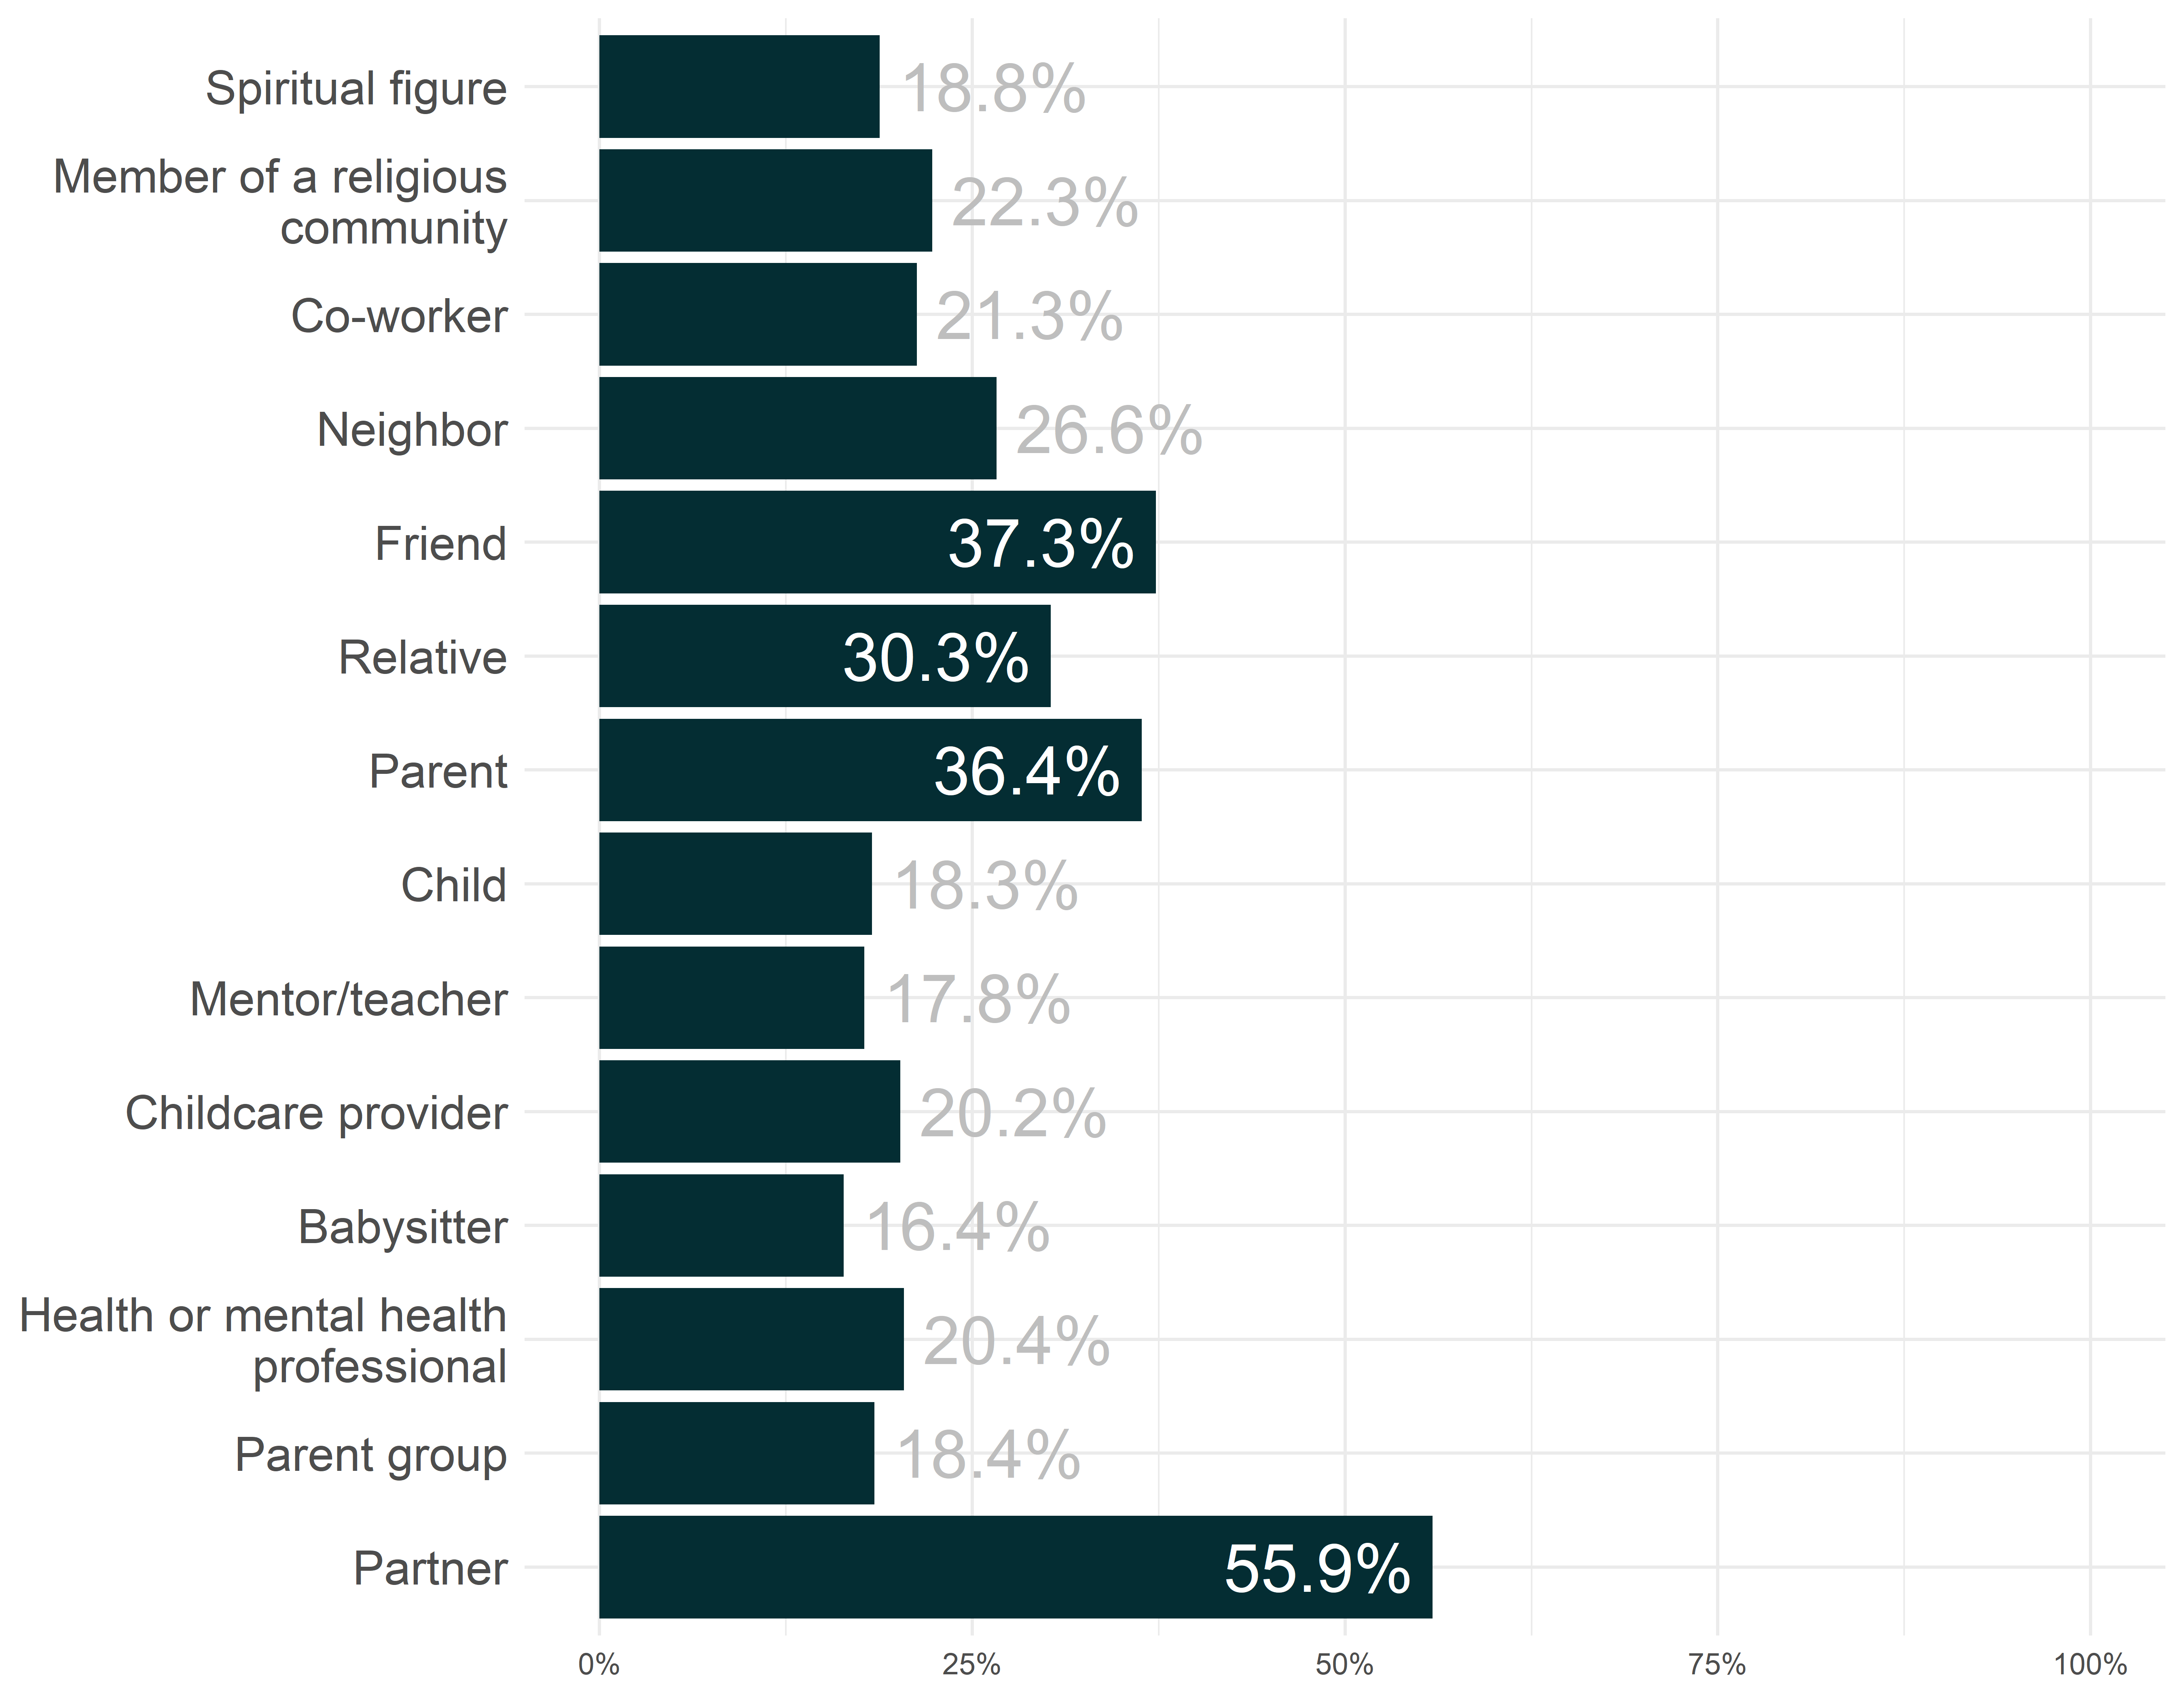 Spiritual figure
18.8%
Member of a religious
community
22.3%
Co-worker
21.3%
Neighbor
26.6%
Friend
37.3%
Relative
30.3%
Parent
36.4%
Child
18.3%
Mentor/teacher
17.8%
Childcare provider
20.2%
Babysitter
16.4%
Health or mental health
professional
20.4%
Parent group
18.4%
Partner
55.9%
0% 25% 50% 75% 100%